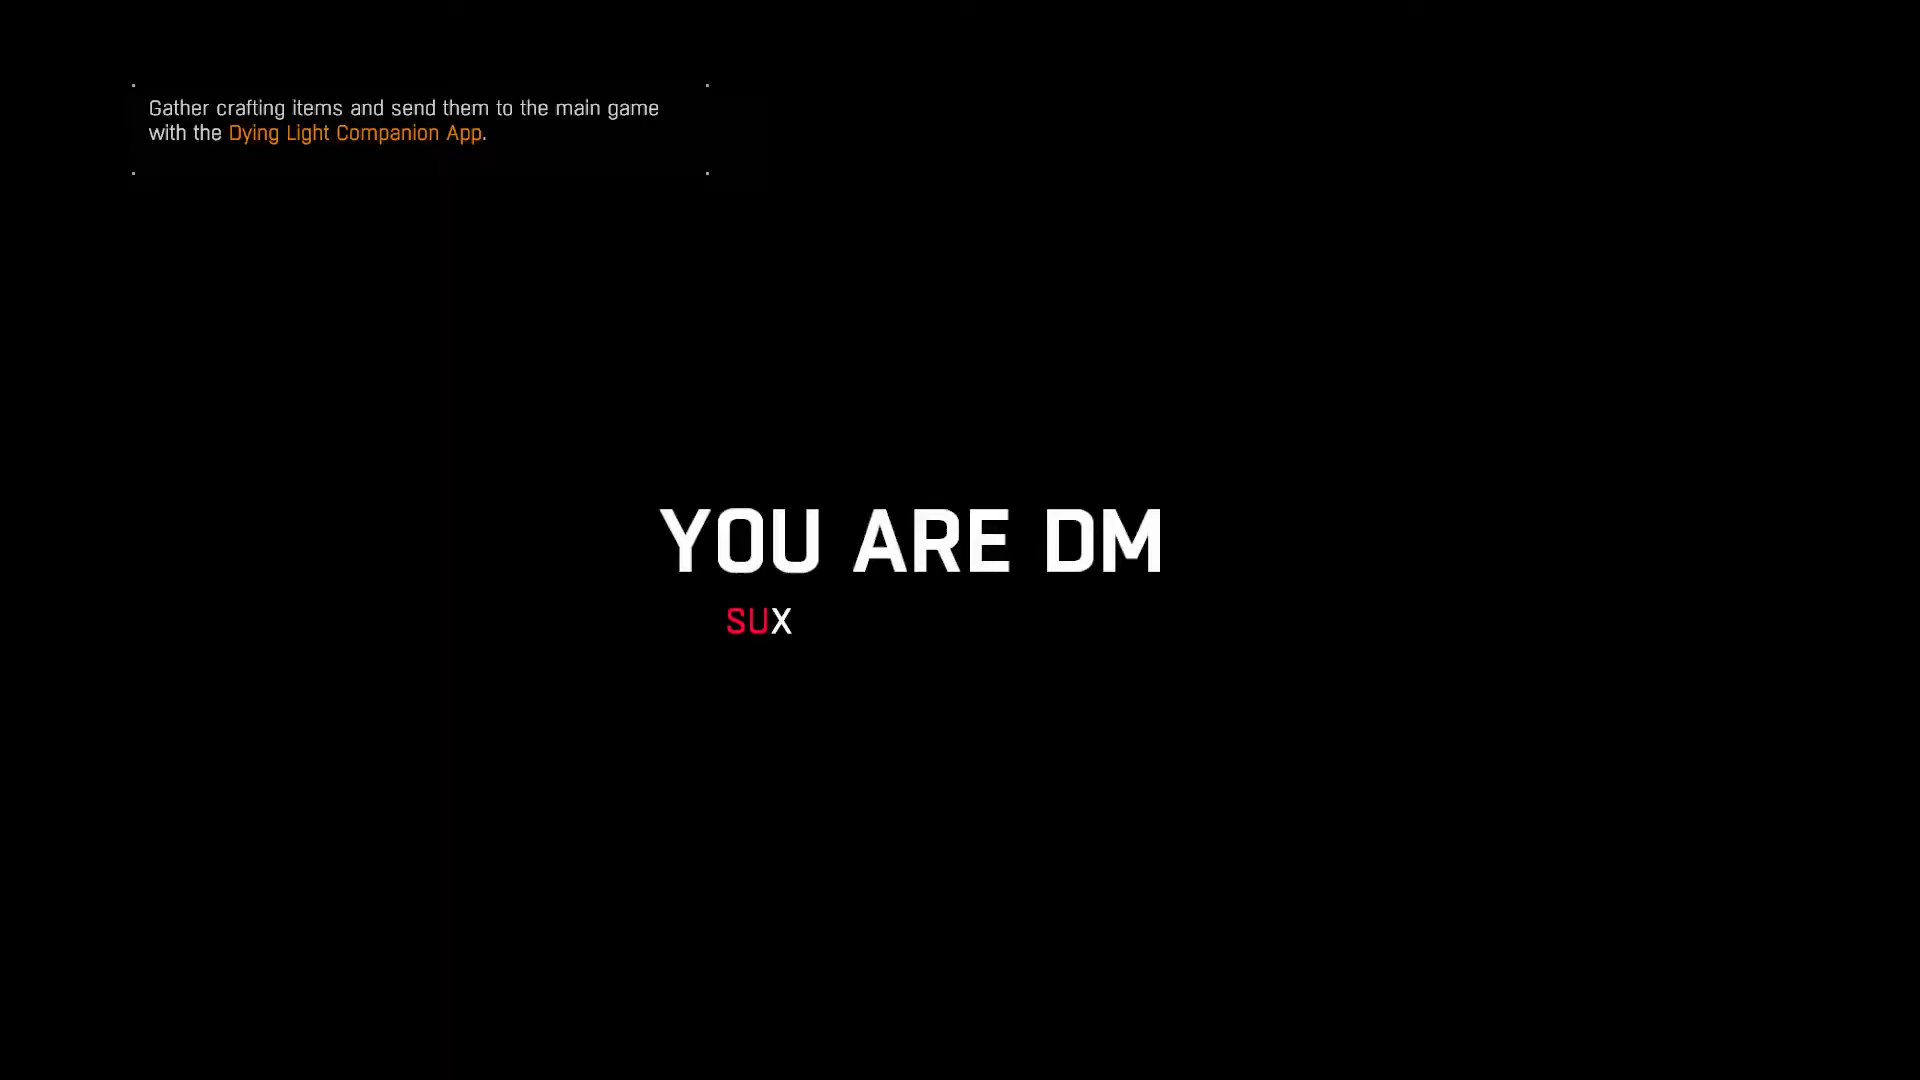 Gather crafting items and send them to the main game
with the Dying Light Companion App.
YOU ARE DM
SUX